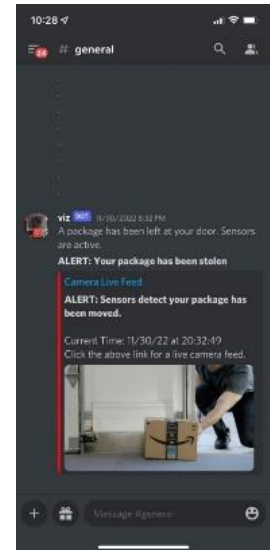 10:28
24
# general
viz BOT 11/30/2022 8:32 PM
A package has been left at your door. Sensors
are active.
ALERT: Your package has been stolen
Camera Live Feed
ALERT: Sensors detect your package has
been moved.
Current Time: 11/30/22 at 20:32:49
Click the above link for a live camera feed.
Message #general